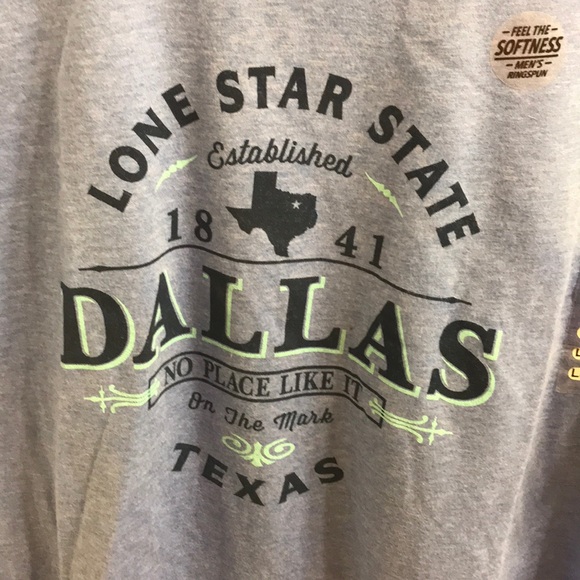 FEEL THE
SOFTNESS
MEN'S
RINGSPUN
LONE STAR STATE
Established
18 41
DALLAS
NO PLACE LIKE IT
On The Mark
TEXAS
L
L